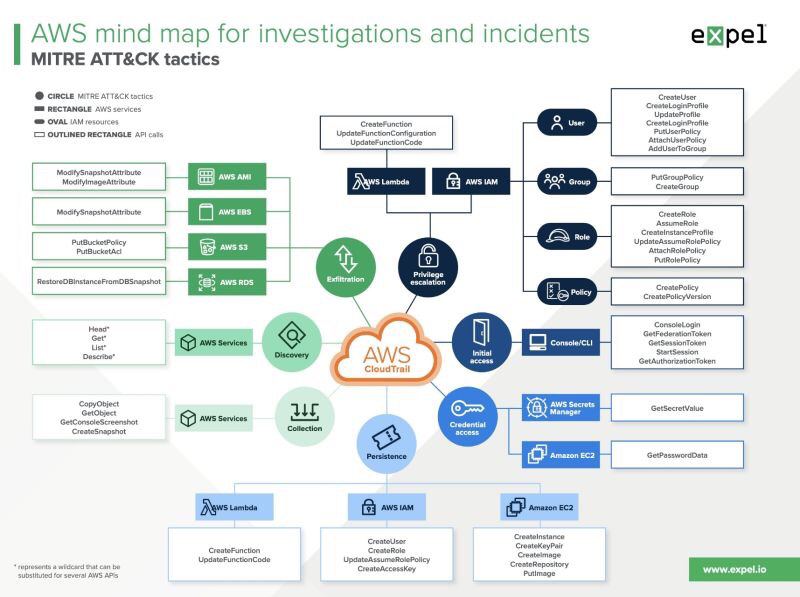 AWS mind map for investigations and incidents
MITRE ATT&CK tactics
expel
CIRCLE MITRE ATT&CK tactics
RECTANGLE AWS services
OVAL IAM resources
OUTLINED RECTANGLE API calls
CreateFunction
UpdateFunctionConfiguration
UpdateFunctionCode
AWS Lambda
AWS IAM
User
CreateUser
CreateLoginProfile
UpdateProfile
CreateLoginProfile
PutUserPolicy
AttachUserPolicy
AddUserToGroup
Group
PutGroupPolicy
CreateGroup
Role
CreateRole
AssumeRole
CreateInstanceProfile
UpdateAssumeRolePolicy
AttachRolePolicy
PutRolePolicy
Policy
CreatePolicy
CreatePolicyVersion
ModifySnapshotAttribute
ModifyImageAttribute
AWS AMI
ModifySnapshotAttribute
AWS EBS
PutBucketPolicy
PutBucketAcl
AWS S3
RestoreDBInstanceFromDBSnapshot
AWS RDS
Exfiltration
Privilege
escalation
Head*
Get*
List*
Describe*
AWS Services
Discovery
AWS
CloudTrail
Initial
access
Console/CLI
ConsoleLogin
GetFederationToken
GetSessionToken
StartSession
GetAuthorizationToken
CopyObject
GetObject
GetConsoleScreenshot
CreateSnapshot
AWS Services
Collection
Persistence
Credential
access
AWS Secrets
Manager
GetSecretValue
Amazon EC2
GetPasswordData
AWS Lambda
AWS IAM
Amazon EC2
CreateFunction
UpdateFunctionCode
CreateUser
CreateRole
UpdateAssumeRolePolicy
CreateAccessKey
CreateInstance
CreateKeyPair
CreateImage
CreateRepository
PutImage
* represents a wildcard that can be
substituted for several AWS APIs
www.expel.io